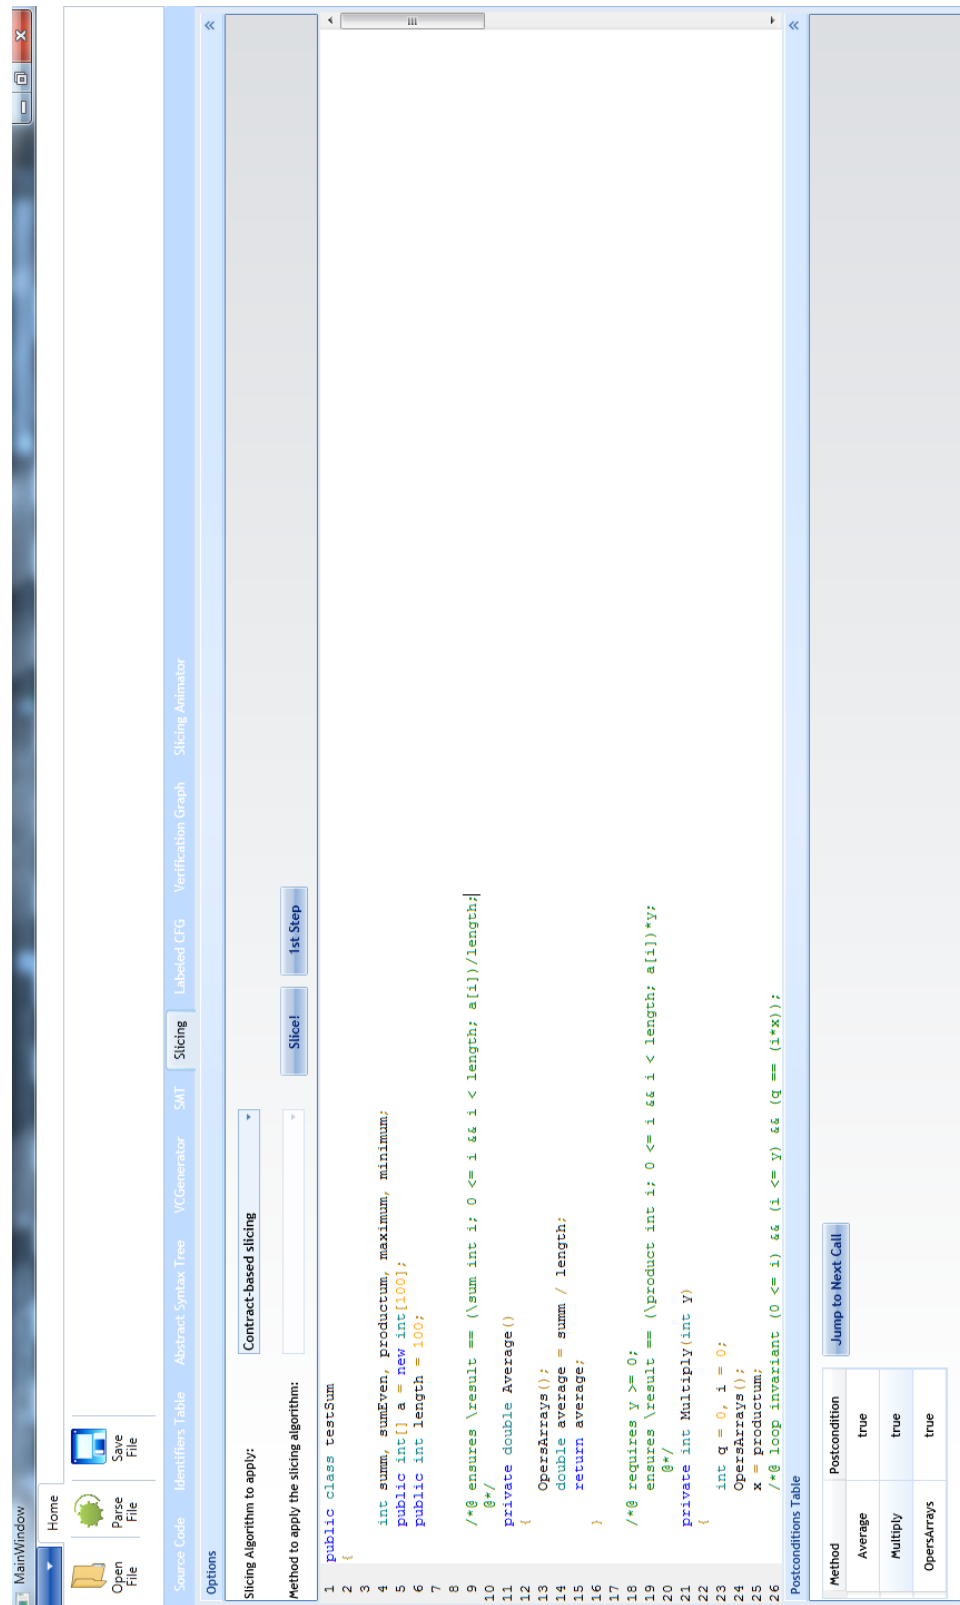 MainWindow
Home
Open File
Parse File
Save File
Source Code Identifiers Table Abstract Syntax Tree VCGenerator SMT Slicing Labeled CFG Verification Graph Slicing Animator
Options
Slicing Algorithm to apply: Contract-based slicing
Method to apply the slicing algorithm: Slice! 1st Step
1 public class testSum
2 {
3
4 int summ, sumEven, productum, maximum, minimum;
5 public int[] a = new int[100];
6 public int length = 100;
7
8
9 /*@ ensures \result == (\sum int i; 0 <= i && i < length; a[i])/length;
10 @*/
11 private double Average()
12 {
13 OpersArrays();
14 double average = summ / length;
15 return average;
16 }
17
18 /*@ requires y >= 0;
19 ensures \result == (\product int i; 0 <= i && i < length; a[i])*y;
20 @*/
21 private int Multiply(int y)
22 {
23 int q = 0, i = 0;
24 OpersArrays();
25 x = productum;
26 /*@ loop invariant (0 <= i) && (i <= y) && (q == (i*x));
Postconditions Table
Method Postcondition
Average true
Multiply true
OpersArrays true
Jump to Next Call